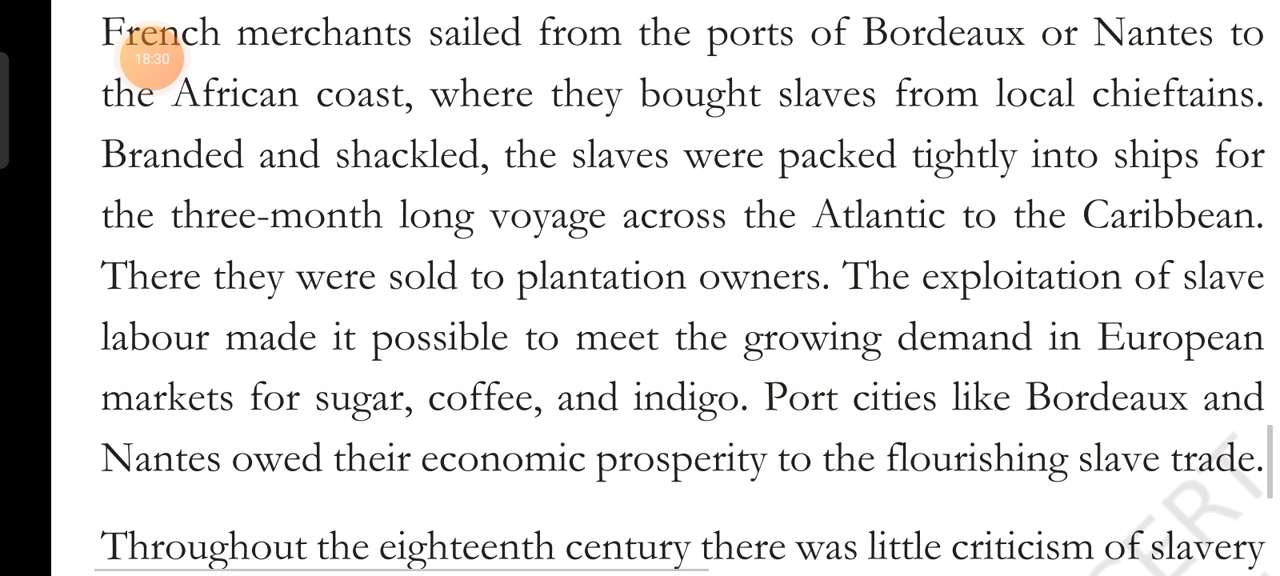 French merchants sailed from the ports of Bordeaux or Nantes to
18:30
the African coast, where they bought slaves from local chieftains.
Branded and shackled, the slaves were packed tightly into ships for
the three-month long voyage across the Atlantic to the Caribbean.
There they were sold to plantation owners. The exploitation of slave
labour made it possible to meet the growing demand in European
markets for sugar, coffee, and indigo. Port cities like Bordeaux and
Nantes owed their economic prosperity to the flourishing slave trade.
Throughout the eighteenth century there was little criticism of slavery